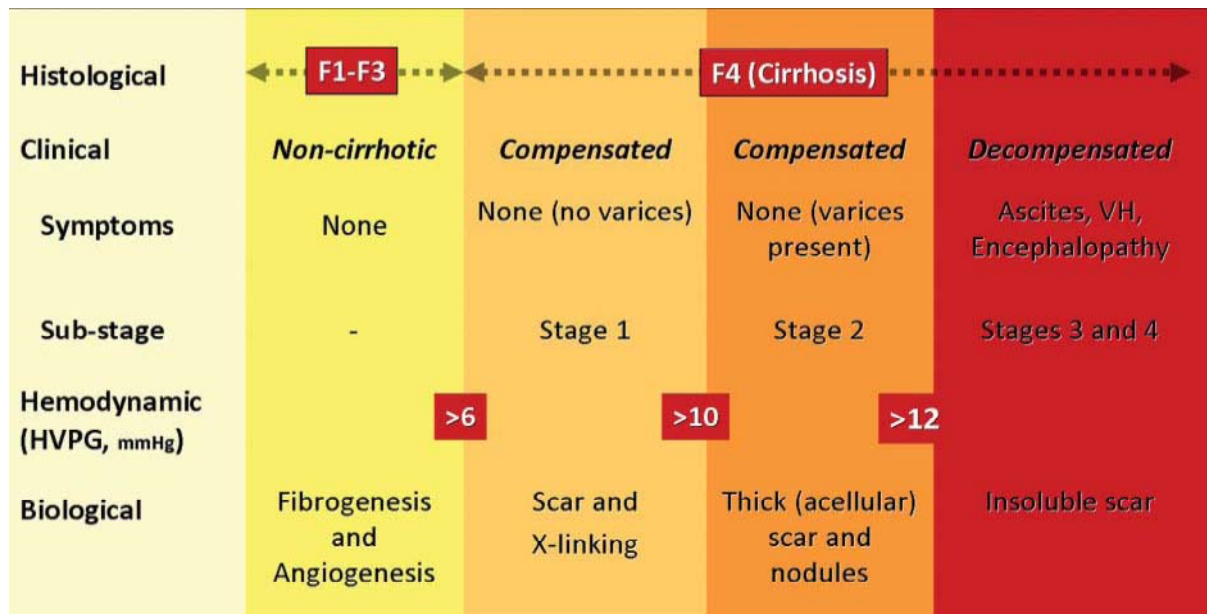 Histological F1-F3 F4 (Cirrhosis)
Clinical Non-cirrhotic Compensated Compensated Decompensated
Symptoms None None (no varices) None (varices present) Ascites, VH, Encephalopathy
Sub-stage - Stage 1 Stage 2 Stages 3 and 4
Hemodynamic (HVPG, mmHg) >6 >10 >12
Biological Fibrogenesis and Angiogenesis Scar and X-linking Thick (acellular) scar and nodules Insoluble scar